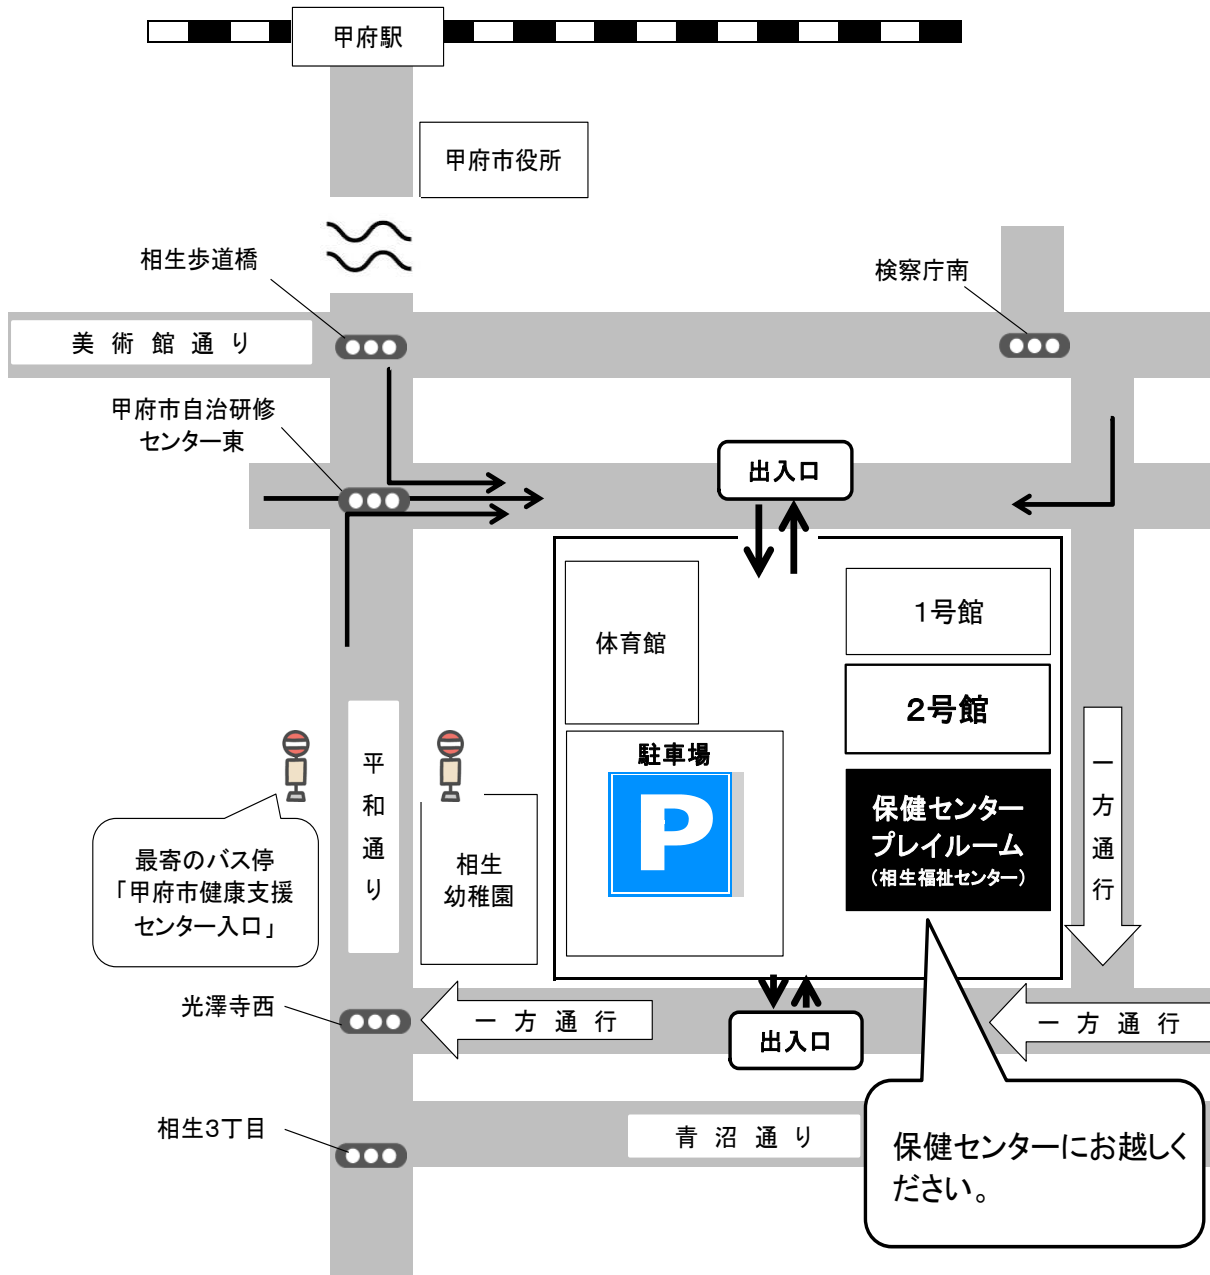 甲府駅
甲府市役所
相生歩道橋
検察庁南
美術館通り
甲府市自治研修
センター東
出入口
1号館
体育館
2号館
駐車場
P
平和通り
一方通行
保健センター
プレイルーム
(相生福祉センター)
最寄のバス停
「甲府市健康支援
センター入口」
相生
幼稚園
光澤寺西
一方通行
一方通行
出入口
相生3丁目
青沼通り
保健センターにお越しく
ださい。